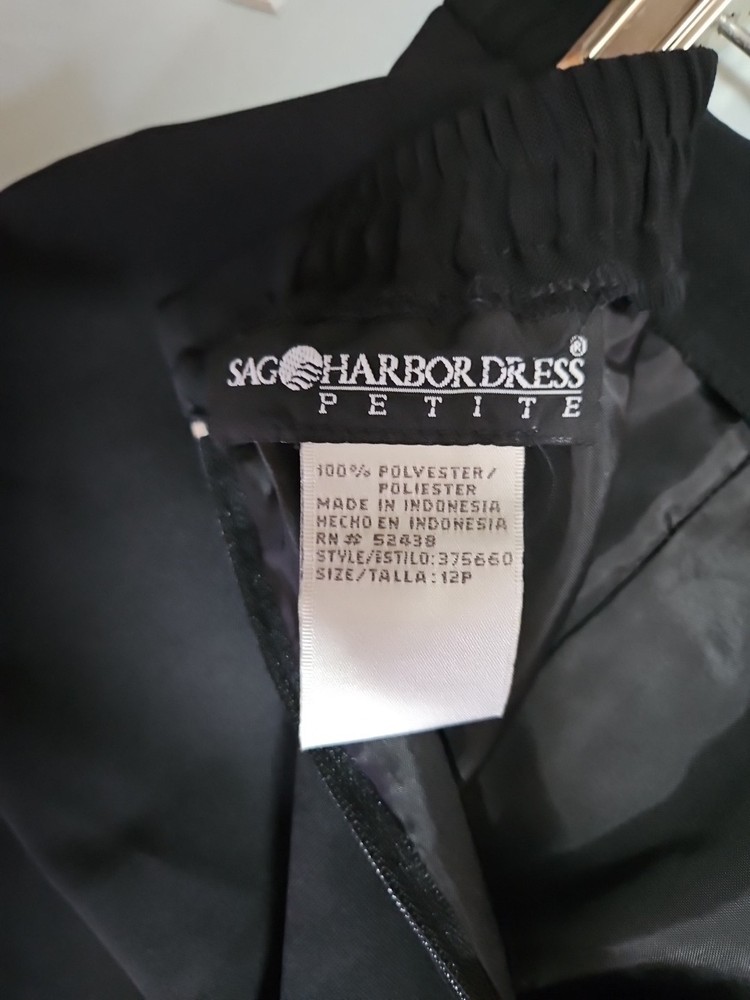 SAG HARBOR DRESS®
PETITE
100% POLYESTER/
POLIESTER
MADE IN INDONESIA
HECHO EN INDONESIA
RN # 52438
STYLE/ESTILO:375660
SIZE/TALLA:12P